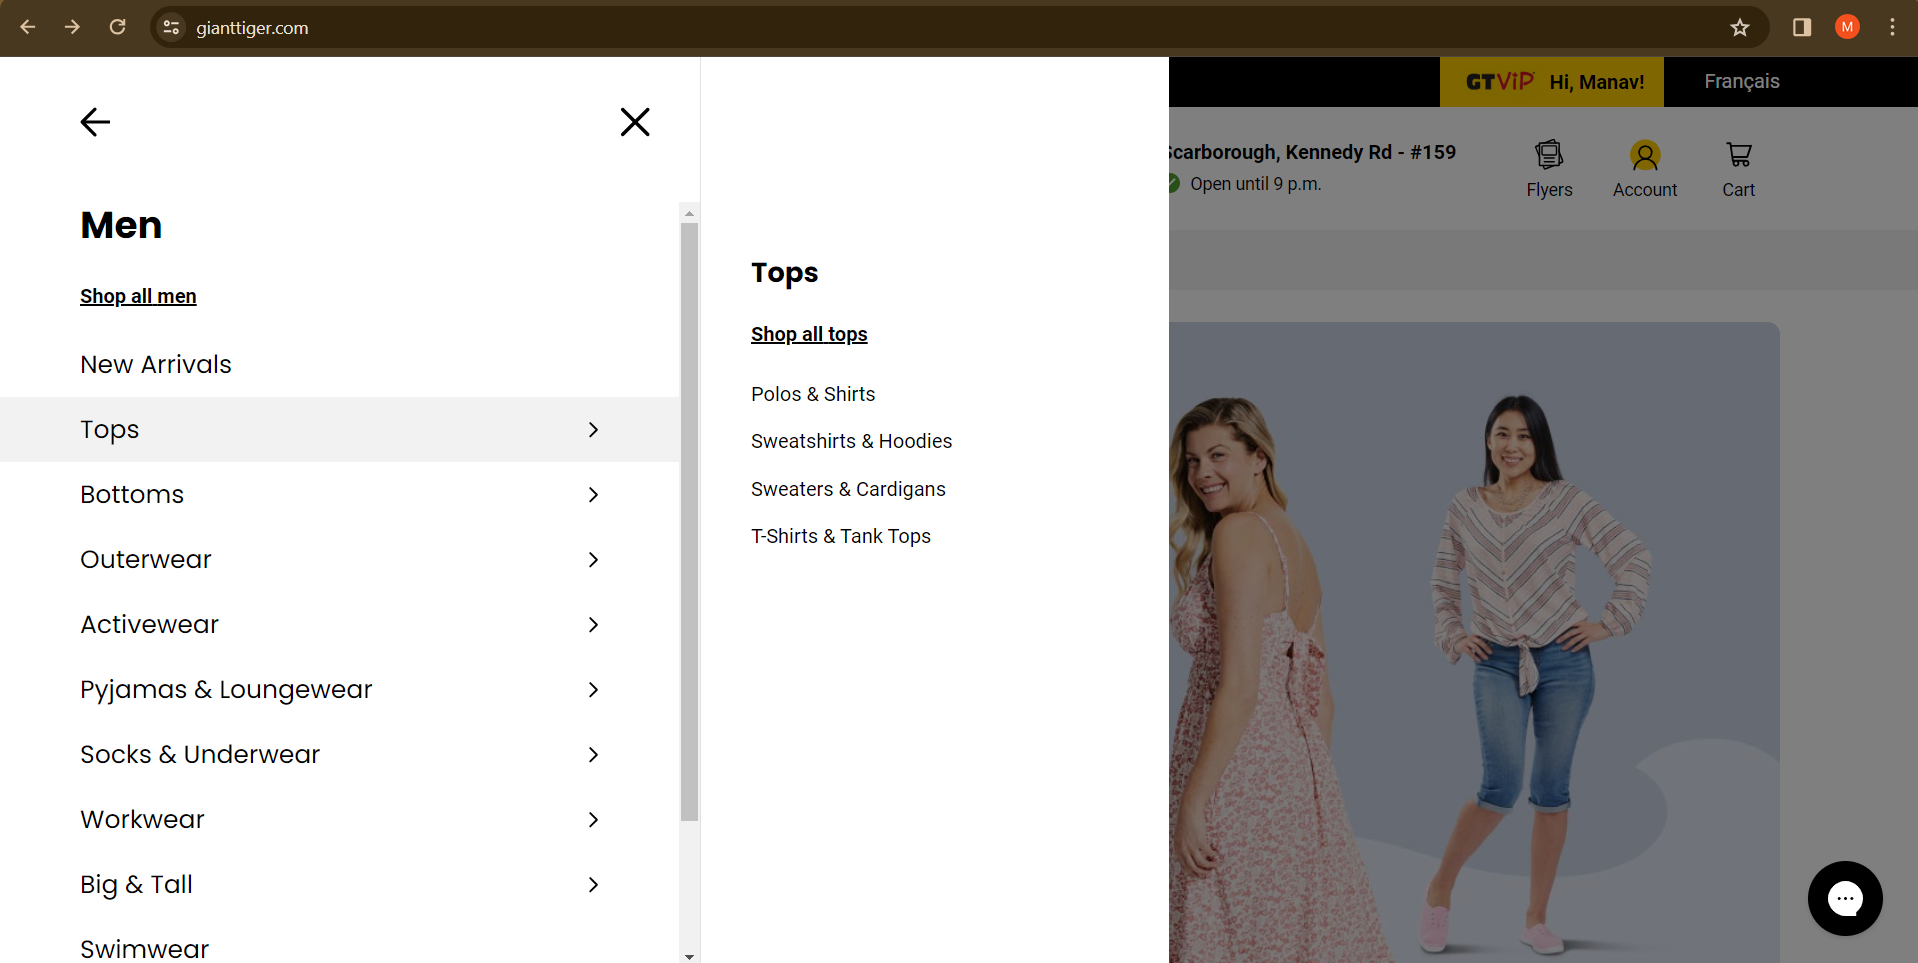 gianttiger.com
M
GTVIP Hi, Manav!
Français
Scarborough, Kennedy Rd - #159
Open until 9 p.m.
Flyers
Account
Cart
Men
Shop all men
New Arrivals
Tops
Bottoms
Outerwear
Activewear
Pyjamas & Loungewear
Socks & Underwear
Workwear
Big & Tall
Swimwear
Tops
Shop all tops
Polos & Shirts
Sweatshirts & Hoodies
Sweaters & Cardigans
T-Shirts & Tank Tops